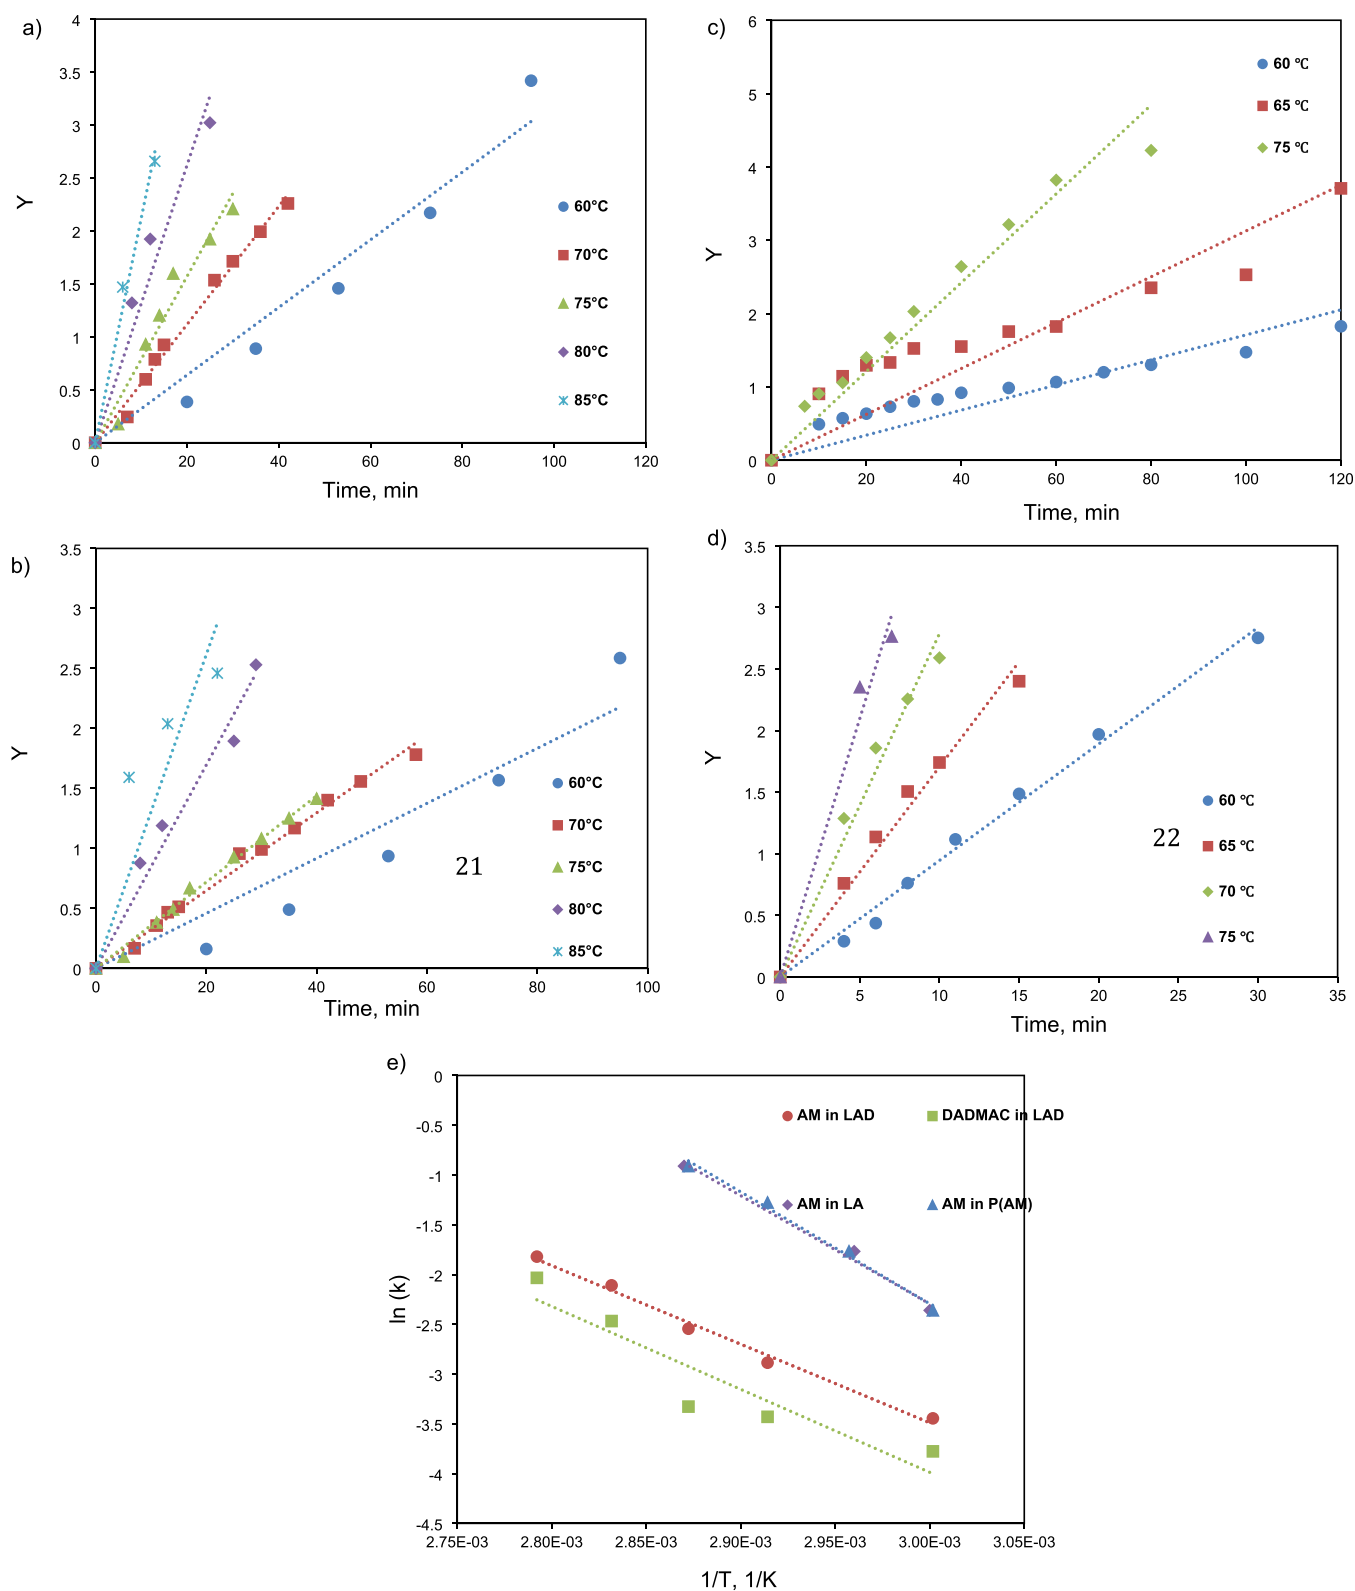 a)
4
3.5
3
2.5
2
1.5
1
0.5
0
Y
0 20 40 60 80 100 120
Time, min
60°C
70°C
75°C
80°C
85°C
c)
6
5
4
3
2
1
0
Y
0 20 40 60 80 100 120
Time, min
60 ℃
65 ℃
75 ℃
b)
3.5
3
2.5
2
1.5
1
0.5
0
Y
0 20 40 60 80 100
Time, min
60°C
70°C
75°C
80°C
85°C
21
d)
3.5
3
2.5
2
1.5
1
0.5
0
Y
0 5 10 15 20 25 30 35
Time, min
60 ℃
65 ℃
70 ℃
75 ℃
22
e)
0
-0.5
-1
-1.5
-2
-2.5
-3
-3.5
-4
-4.5
ln (k)
2.75E-03 2.80E-03 2.85E-03 2.90E-03 2.95E-03 3.00E-03 3.05E-03
1/T, 1/K
AM in LAD DADMAC in LAD
AM in LA AM in P(AM)